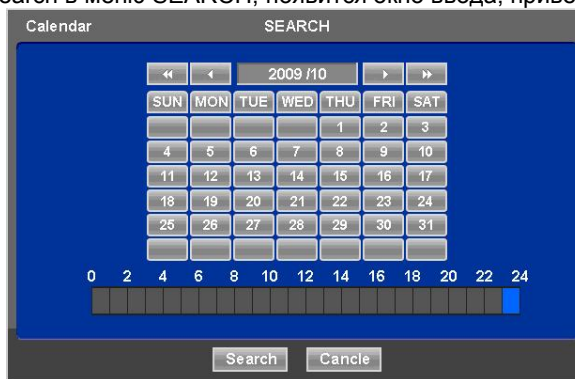 earch в меню SEARCH, появится окно ввода, приво
Calendar SEARCH
2009 /10
SUN MON TUE WED THU FRI SAT
1 2 3
4 5 6 7 8 9 10
11 12 13 14 15 16 17
18 19 20 21 22 23 24
25 26 27 28 29 30 31
0 2 4 6 8 10 12 14 16 18 20 22 24
Search Cancle